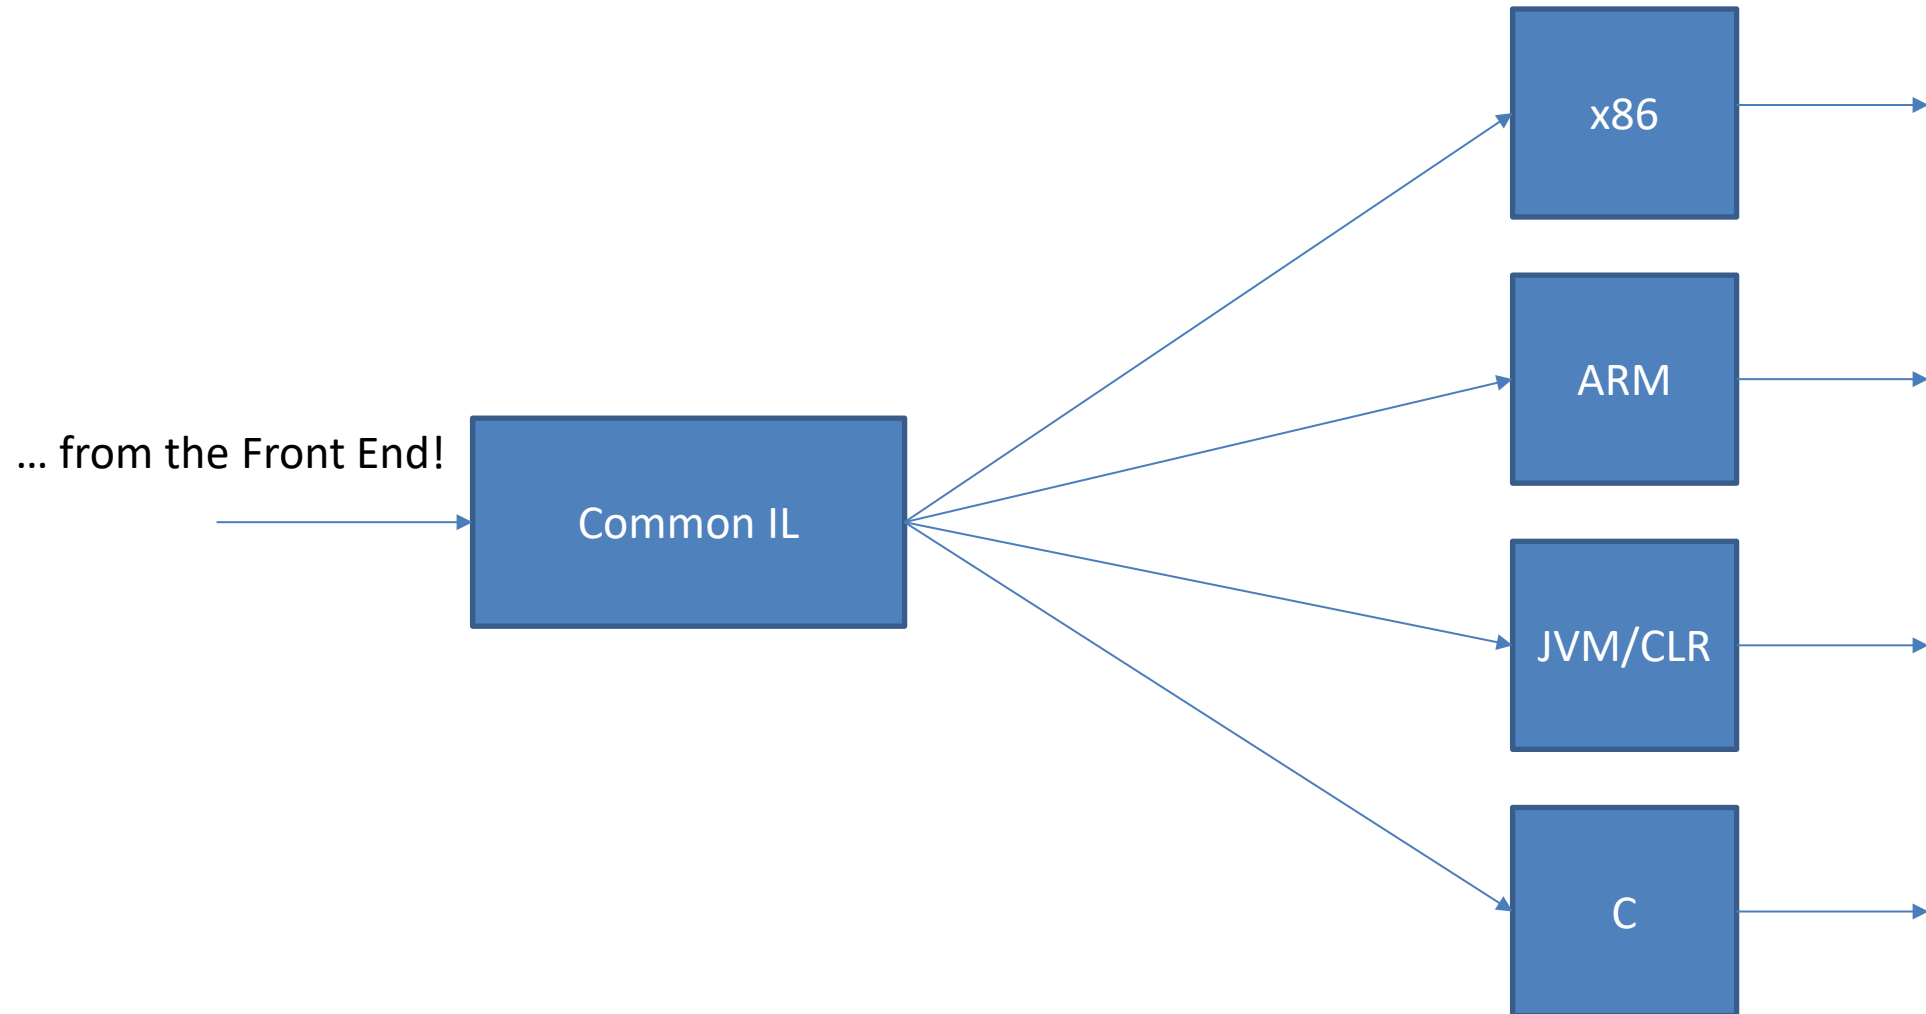 ... from the Front End!
Common IL
x86
ARM
JVM/CLR
C